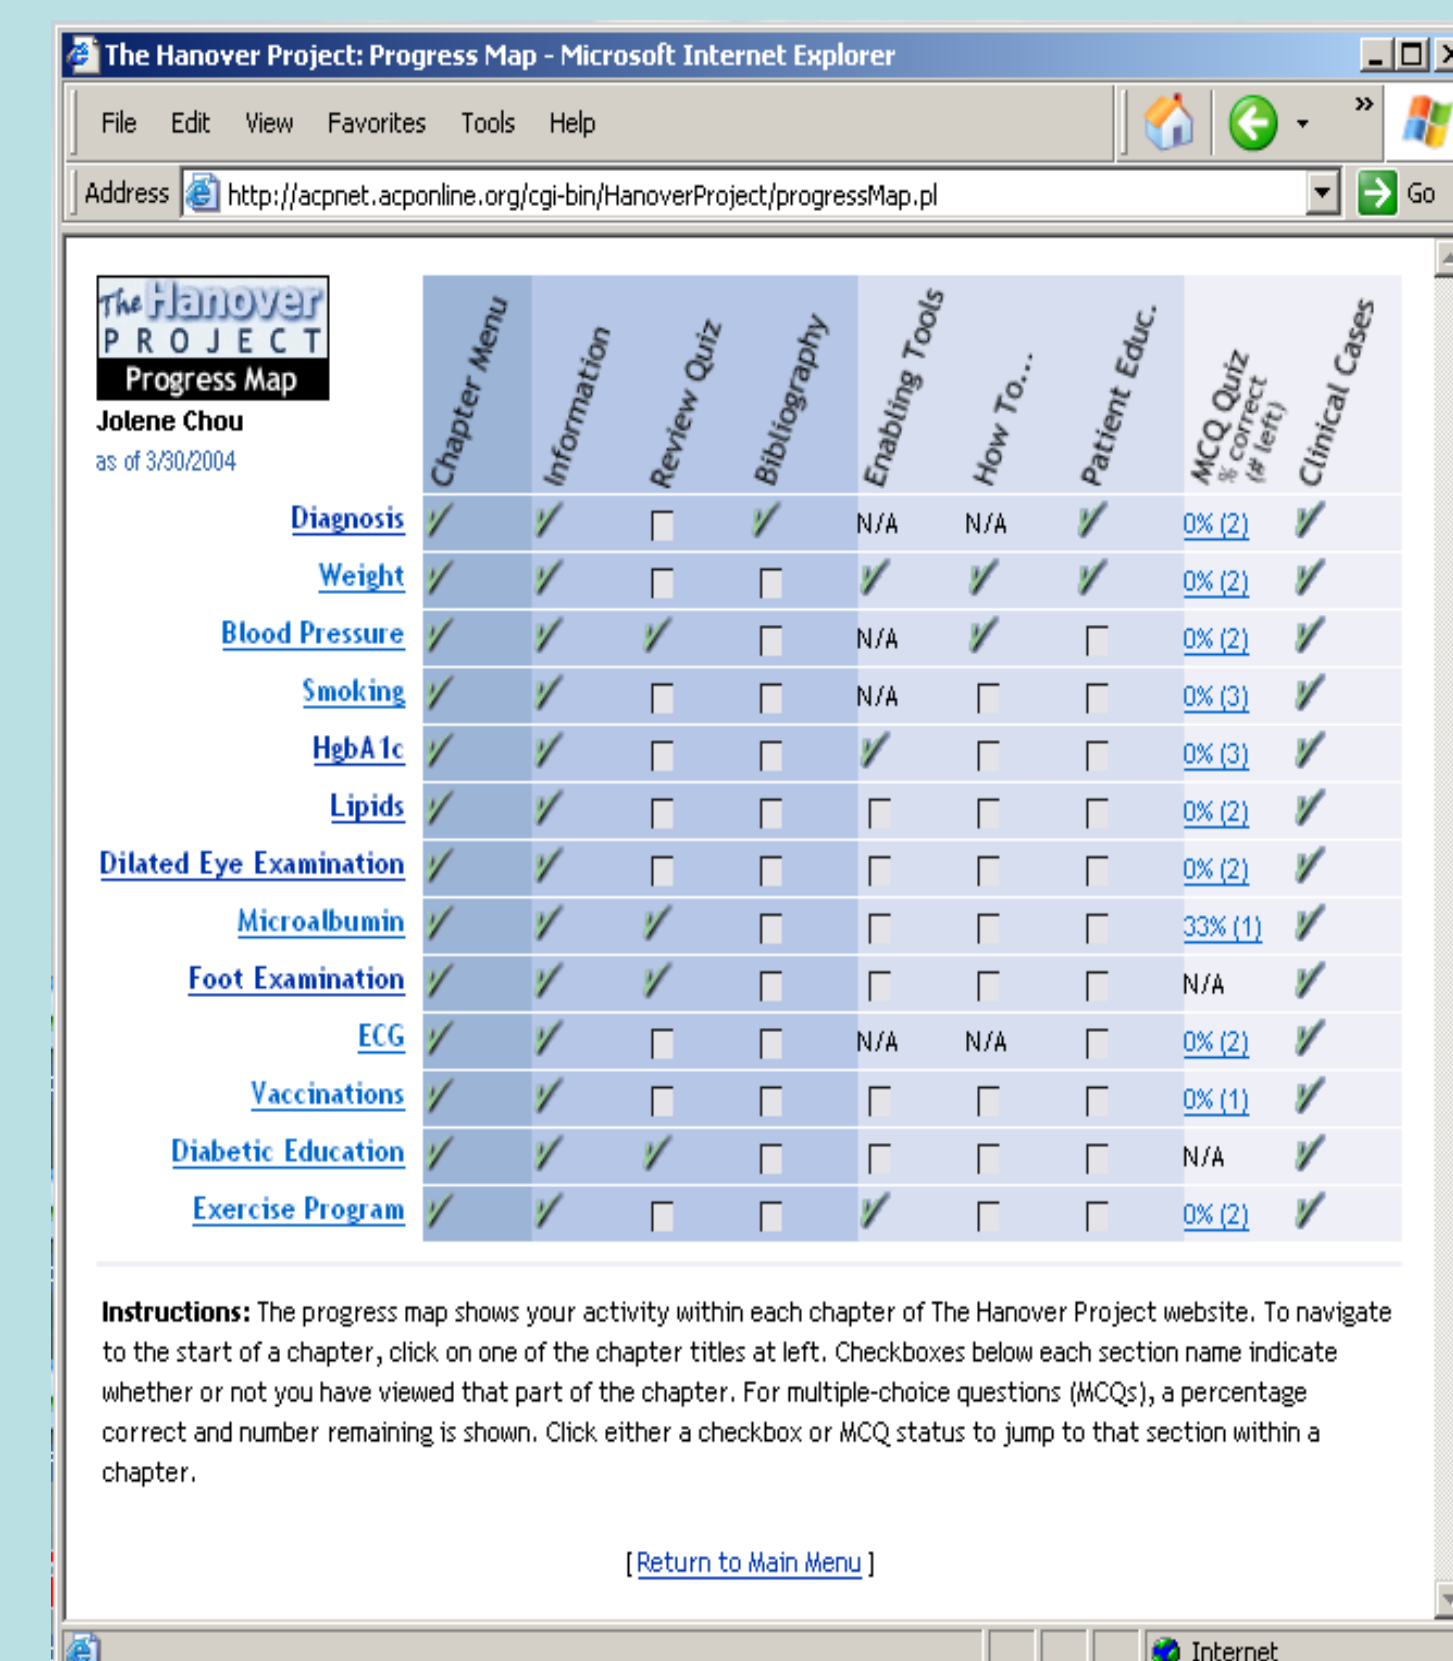 The Hanover Project: Progress Map - Microsoft Internet Explorer
File Edit View Favorites Tools Help
Address http://acpnet.acponline.org/cgi-bin/HanoverProject/progressMap.pl Go
The Hanover
PROJECT
Progress Map
Jolene Chou
as of 3/30/2004
Chapter Menu Information Review Quiz Bibliography Enabling Tools How To... Patient Educ. MCQ Quiz % correct (# left) Clinical Cases
Diagnosis N/A N/A 0% (2)
Weight 0% (2)
Blood Pressure N/A 0% (2)
Smoking N/A 0% (3)
HgbA1c 0% (3)
Lipids 0% (2)
Dilated Eye Examination 0% (2)
Microalbumin 33% (1)
Foot Examination N/A
ECG N/A N/A 0% (2)
Vaccinations 0% (1)
Diabetic Education N/A
Exercise Program 0% (2)
Instructions: The progress map shows your activity within each chapter of The Hanover Project website. To navigate
to the start of a chapter, click on one of the chapter titles at left. Checkboxes below each section name indicate
whether or not you have viewed that part of the chapter. For multiple-choice questions (MCQs), a percentage
correct and number remaining is shown. Click either a checkbox or MCQ status to jump to that section within a
chapter.
[ Return to Main Menu ]
Internet